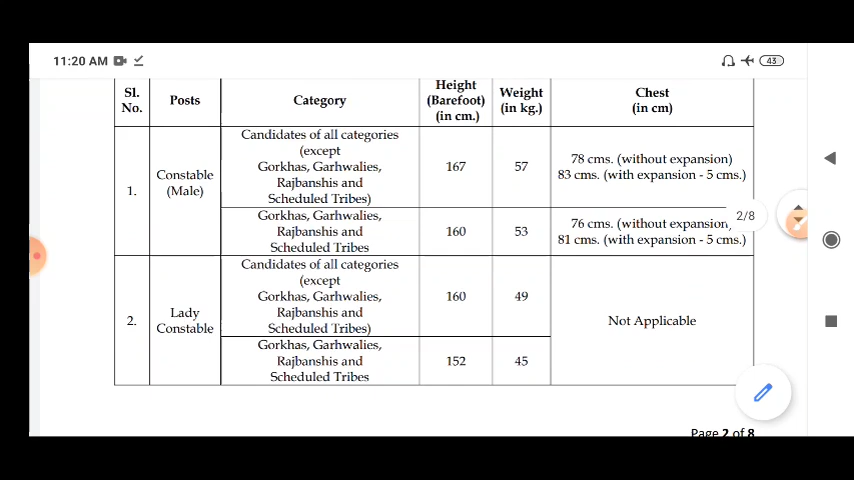 11:20 AM
43
Sl.
No.
Posts
Category
Height
(Barefoot)
(in cm.)
Weight
(in kg.)
Chest
(in cm)
1.
Constable
(Male)
Candidates of all categories
(except
Gorkhas, Garhwalies,
Rajbanshis and
Scheduled Tribes)
167
57
78 cms. (without expansion)
83 cms. (with expansion - 5 cms.)
Gorkhas, Garhwalies,
Rajbanshis and
Scheduled Tribes
160
53
76 cms. (without expansion,
81 cms. (with expansion - 5 cms.)
2/8
2.
Lady
Constable
Candidates of all categories
(except
Gorkhas, Garhwalies,
Rajbanshis and
Scheduled Tribes)
160
49
Not Applicable
Gorkhas, Garhwalies,
Rajbanshis and
Scheduled Tribes
152
45
Page 2 of 8